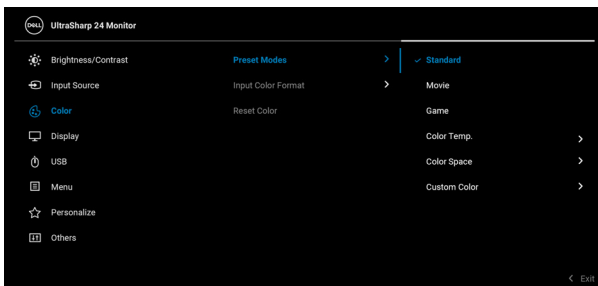 DELL UltraSharp 24 Monitor
Brightness/Contrast Preset Modes > ✓ Standard
Input Source Input Color Format > Movie
Color Reset Color Game
Display Color Temp. >
USB Color Space >
Menu Custom Color >
Personalize
Others
< Exit